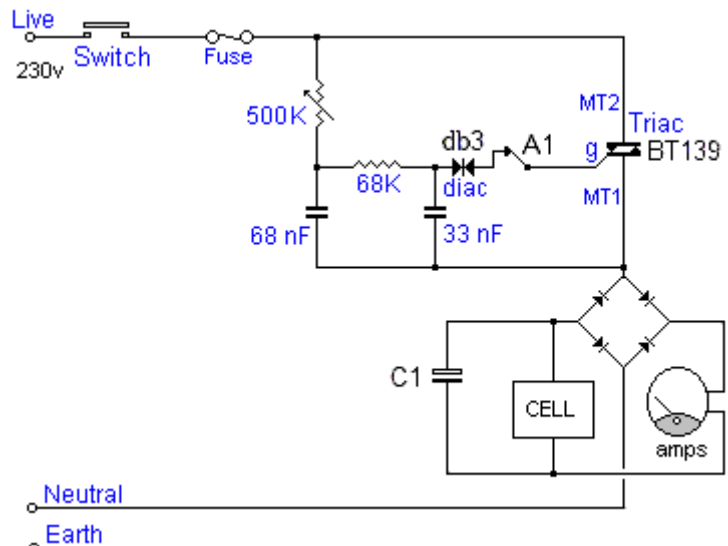 Live
230v
Switch
Fuse
500K
MT2
Triac
BT139
db3
A1
g
68K
diac
MT1
68 nF
33 nF
C1
CELL
amps
Neutral
Earth